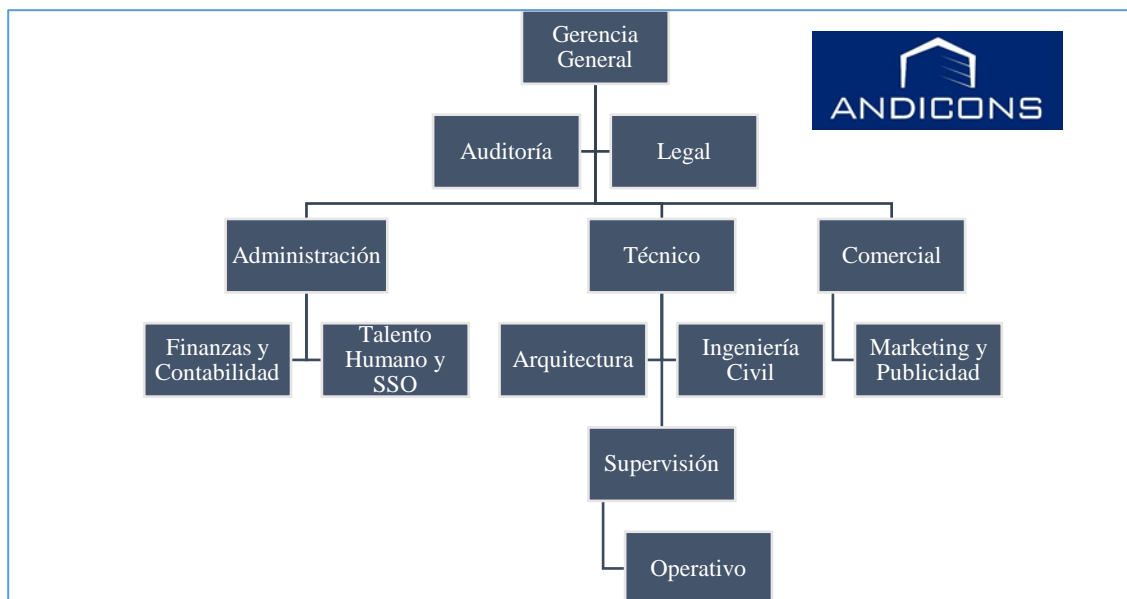 Gerencia
General
ANDICONS
Auditoría
Legal
Administración
Técnico
Comercial
Finanzas y
Contabilidad
Talento
Humano y
SSO
Arquitectura
Ingeniería
Civil
Marketing y
Publicidad
Supervisión
Operativo